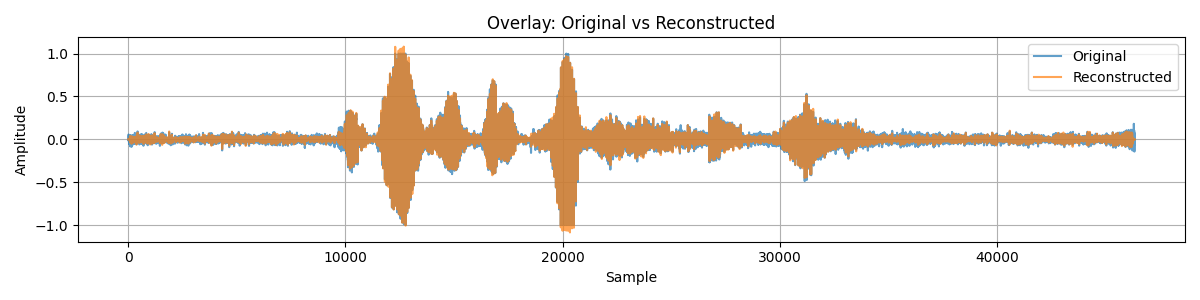 Overlay: Original vs Reconstructed
Amplitude
1.0
0.5
0.0
−0.5
−1.0
Original
Reconstructed
0 10000 20000 30000 40000
Sample